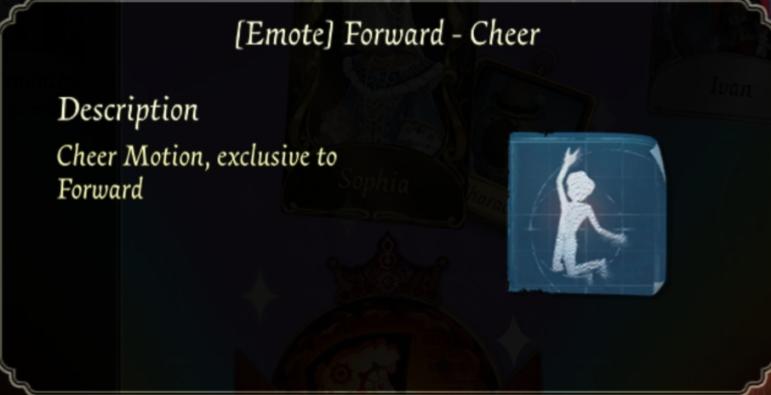 [Emote] Forward - Cheer
Ivan
Description
Cheer Motion, exclusive to
Forward
Sophia